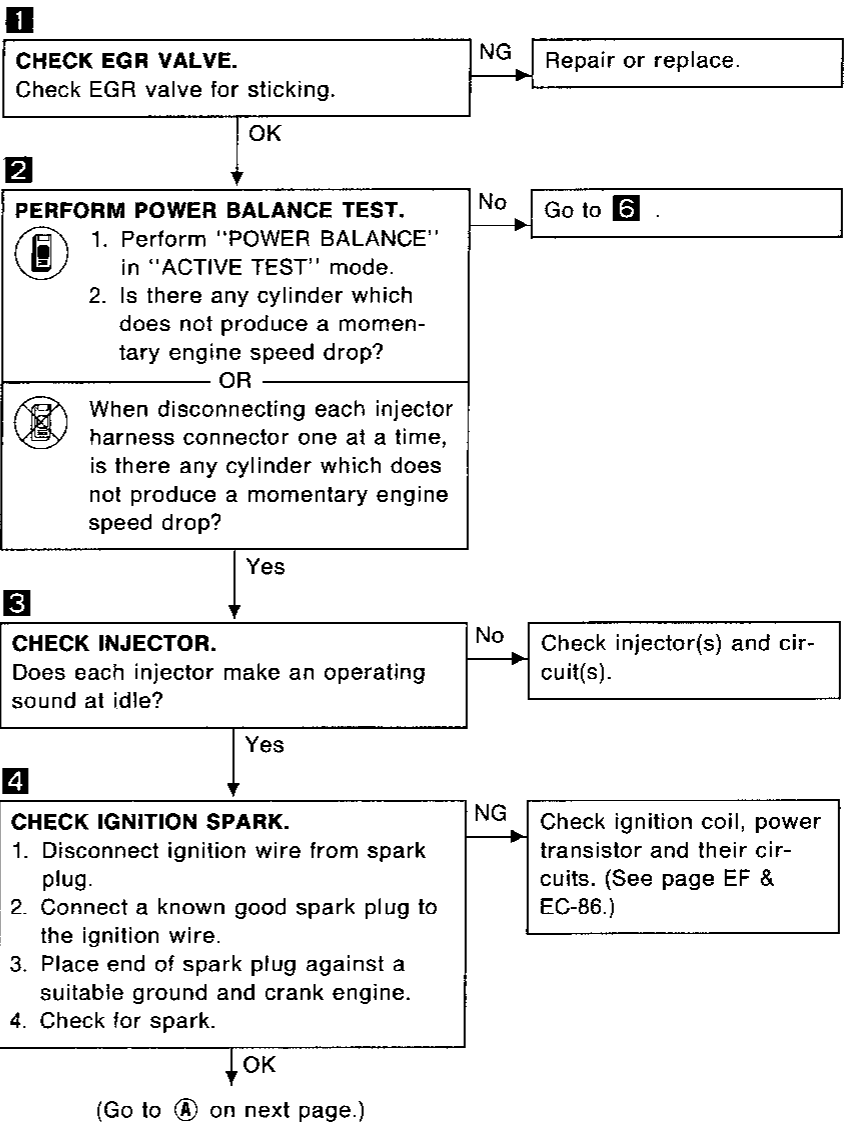 1
CHECK EGR VALVE.
Check EGR valve for sticking.
NG
Repair or replace.
OK
2
PERFORM POWER BALANCE TEST.
1. Perform "POWER BALANCE"
in "ACTIVE TEST" mode.
2. Is there any cylinder which
does not produce a momen-
tary engine speed drop?
OR
When disconnecting each injector
harness connector one at a time,
is there any cylinder which does
not produce a momentary engine
speed drop?
No
Go to 6 .
Yes
3
CHECK INJECTOR.
Does each injector make an operating
sound at idle?
No
Check injector(s) and cir-
cuit(s).
Yes
4
CHECK IGNITION SPARK.
1. Disconnect ignition wire from spark
plug.
2. Connect a known good spark plug to
the ignition wire.
3. Place end of spark plug against a
suitable ground and crank engine.
4. Check for spark.
NG
Check ignition coil, power
transistor and their cir-
cuits. (See page EF &
EC-86.)
OK
(Go to Ⓐ on next page.)